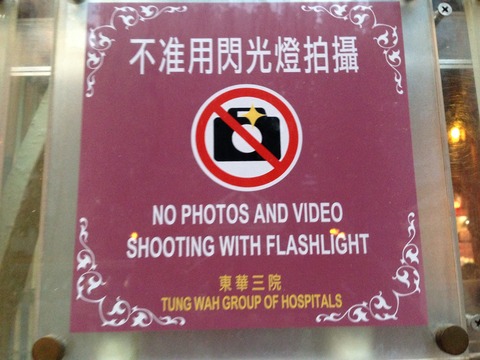 不准用閃光燈拍攝
NO PHOTOS AND VIDEO
SHOOTING WITH FLASHLIGHT
東華三院
TUNG WAH GROUP OF HOSPITALS